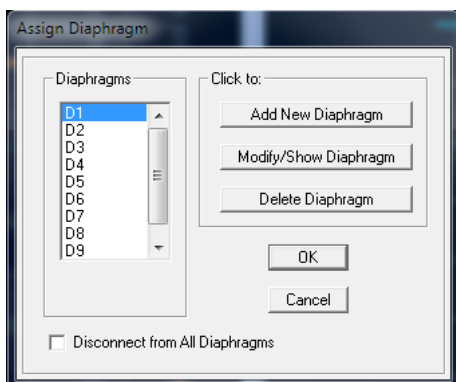 Assign Diaphragm
Diaphragms
D1
D2
D3
D4
D5
D6
D7
D8
D9
Click to:
Add New Diaphragm
Modify/Show Diaphragm
Delete Diaphragm
OK
Cancel
Disconnect from All Diaphragms